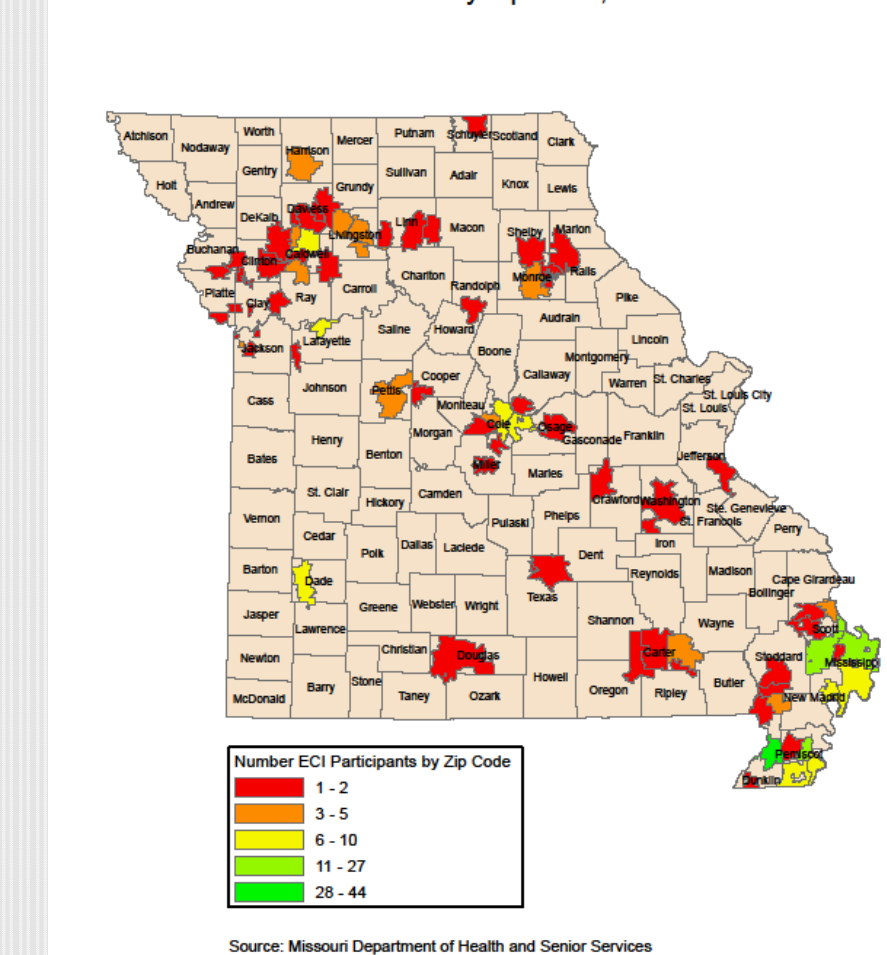 Atchison
Nodaway
Worth
Harrison
Mercer
Putnam
Schuyler
Scotland
Clark
Holt
Gentry
Grundy
Sullivan
Adair
Knox
Lewis
Andrew
DeKalb
Daviess
Livingston
Linn
Macon
Shelby
Marion
Buchanan
Clinton
Caldwell
Chariton
Randolph
Monroe
Ralls
Platte
Clay
Ray
Carroll
Pike
Jackson
Lafayette
Saline
Howard
Boone
Audrain
Lincoln
Montgomery
Cass
Johnson
Pettis
Cooper
Moniteau
Callaway
Warren
St. Charles
St. Louis City
St. Louis
Cole
Osage
Gasconade
Franklin
Bates
Henry
Benton
Morgan
Miller
Maries
Jefferson
St. Clair
Hickory
Camden
Crawford
Washington
Ste. Genevieve
St. Francois
Vernon
Cedar
Polk
Dallas
Laclede
Pulaski
Phelps
Iron
Perry
Barton
Dade
Dent
Reynolds
Madison
Bollinger
Cape Girardeau
Jasper
Greene
Webster
Wright
Texas
Shannon
Wayne
Lawrence
Scott
Newton
Christian
Douglas
Carter
Stoddard
Mississippi
McDonald
Barry
Stone
Taney
Ozark
Howell
Oregon
Ripley
Butler
New Madrid
Pemiscot
Dunklin
Number ECI Participants by Zip Code
1 - 2
3 - 5
6 - 10
11 - 27
28 - 44
Source: Missouri Department of Health and Senior Services